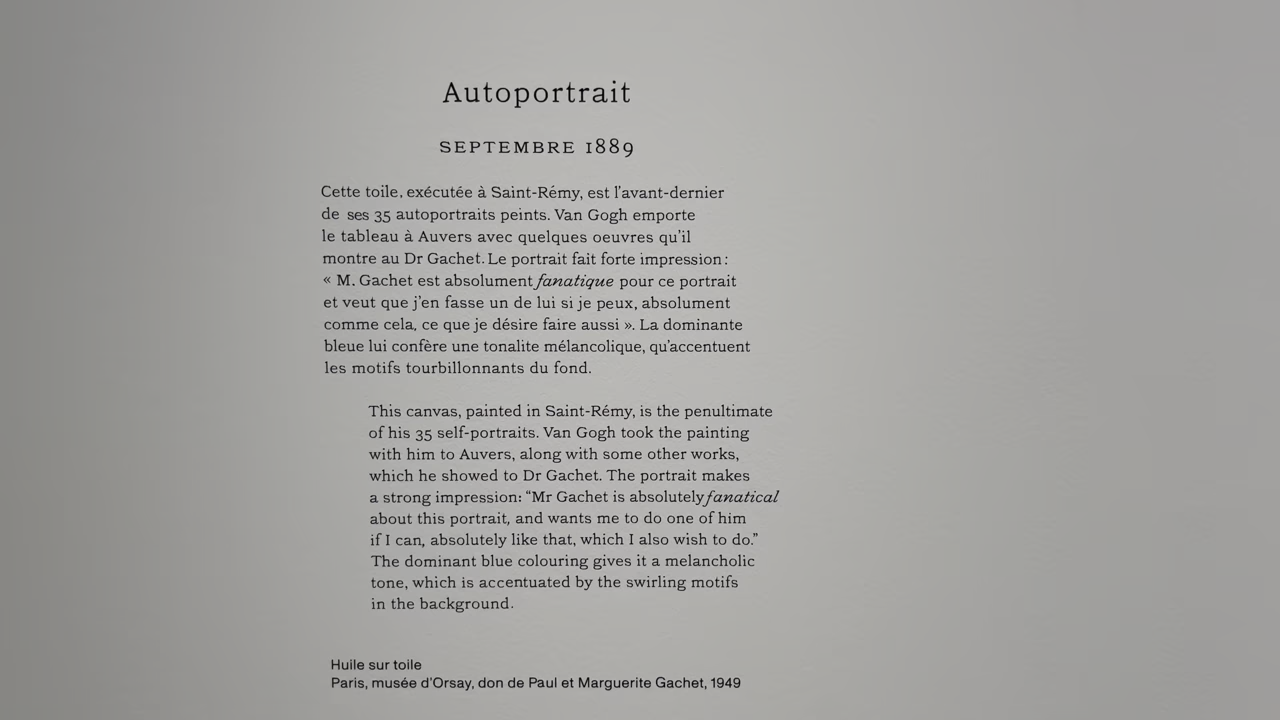 Autoportrait
SEPTEMBRE 1889
Cette toile, exécutée à Saint-Rémy, est l'avant-dernier
de ses 35 autoportraits peints. Van Gogh emporte
le tableau à Auvers avec quelques oeuvres qu'il
montre au Dr Gachet. Le portrait fait forte impression :
« M. Gachet est absolument fanatique pour ce portrait
et veut que j'en fasse un de lui si je peux, absolument
comme cela, ce que je désire faire aussi ». La dominante
bleue lui confère une tonalite mélancolique, qu'accentuent
les motifs tourbillonnants du fond.
This canvas, painted in Saint-Rémy, is the penultimate
of his 35 self-portraits. Van Gogh took the painting
with him to Auvers, along with some other works,
which he showed to Dr Gachet. The portrait makes
a strong impression: “Mr Gachet is absolutely fanatical
about this portrait, and wants me to do one of him
if I can, absolutely like that, which I also wish to do.”
The dominant blue colouring gives it a melancholic
tone, which is accentuated by the swirling motifs
in the background.
Huile sur toile
Paris, musée d'Orsay, don de Paul et Marguerite Gachet, 1949